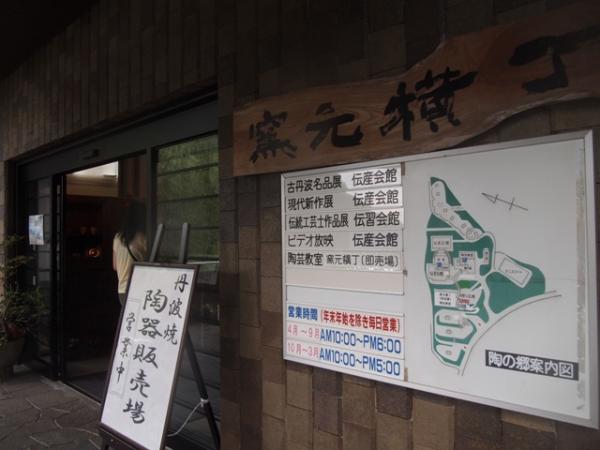 窯元横丁
古丹波名品展 伝産会館
現代新作展 伝産会館
伝統工芸士作品展 伝習会館
ビデオ放映 伝産会館
陶芸教室 窯元横丁(即売場)
営業時間(年末年始を除き毎日営業)
4月~9月 AM10:00~PM6:00
10月~3月 AM10:00~PM5:00
陶の郷案内図
丹波焼
陶器販売場
営業中